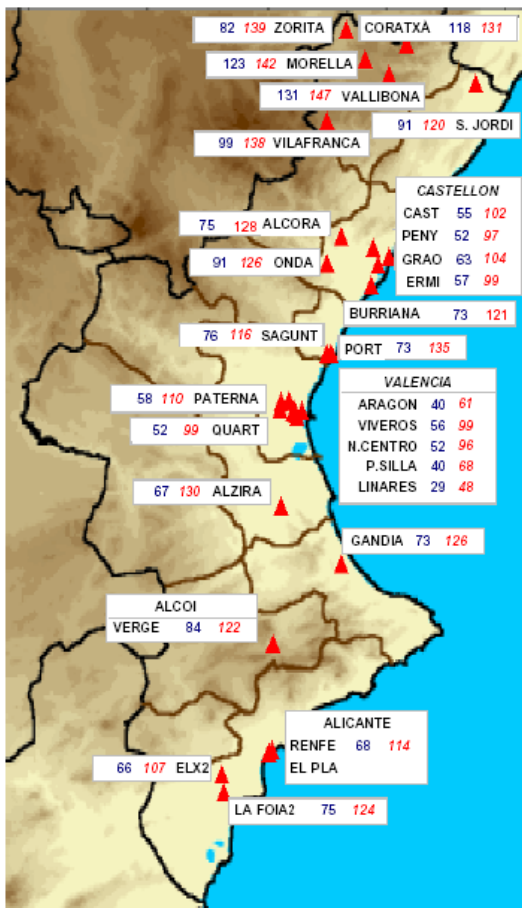 82 139 ZORITA
CORATXÀ 118 131
123 142 MORELLA
131 147 VALLIBONA
91 120 S. JORDI
99 138 VILAFRANCA
CASTELLON
CAST 55 102
PENY 52 97
GRAO 63 104
ERMI 57 99
75 128 ALCORA
91 126 ONDA
BURRIANA 73 121
76 116 SAGUNT
PORT 73 135
58 110 PATERNA
52 99 QUART
VALENCIA
ARAGON 40 61
VIVEROS 56 99
N.CENTRO 52 96
P.SILLA 40 68
LINARES 29 48
67 130 ALZIRA
GANDIA 73 126
ALCOI
VERGE 84 122
ALICANTE
RENFE 68 114
EL PLA
66 107 ELX2
LA FOIA2 75 124